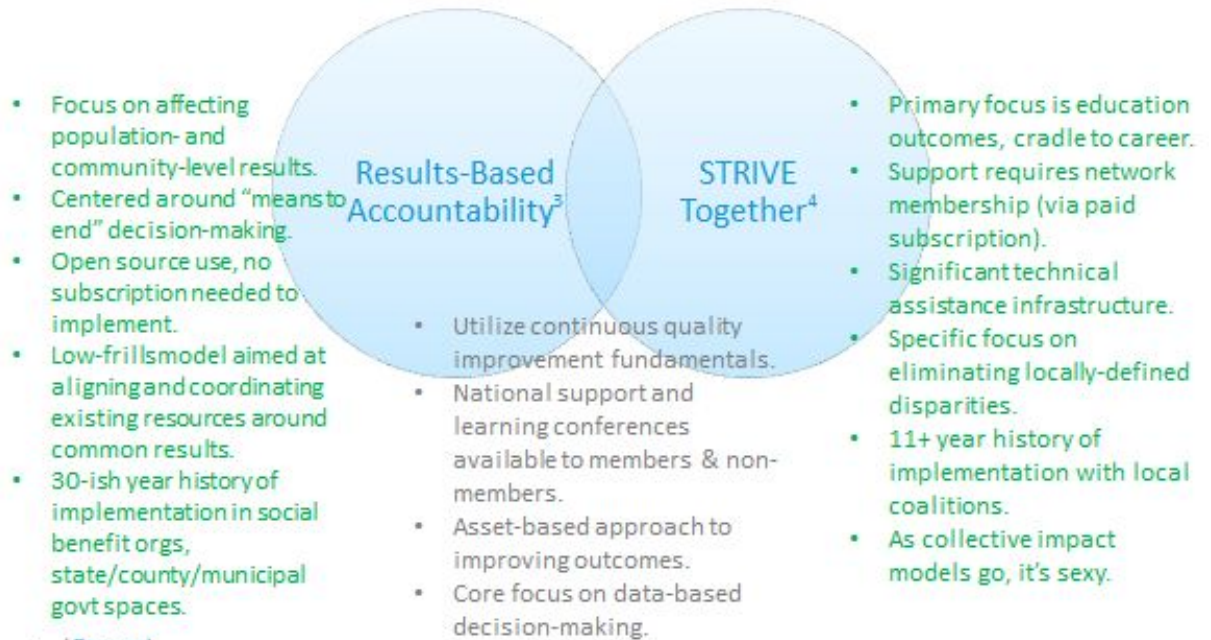 • Focus on affecting
population- and
community-level results.
• Centered around "means to
end" decision-making.
• Open source use, no
subscription needed to
implement.
• Low-frills model aimed at
aligning and coordinating
existing resources around
common results.
• 30-ish year history of
implementation in social
benefit orgs,
state/county/municipal
govt spaces.
Results-Based
Accountability³
STRIVE
Together⁴
• Utilize continuous quality
improvement fundamentals.
• National support and
learning conferences
available to members & non-
members.
• Asset-based approach to
improving outcomes.
• Core focus on data-based
decision-making.
• Primary focus is education
outcomes, cradle to career.
• Support requires network
membership (via paid
subscription).
• Significant technical
assistance infrastructure.
• Specific focus on
eliminating locally-defined
disparities.
• 11+ year history of
implementation with local
coalitions.
• As collective impact
models go, it's sexy.